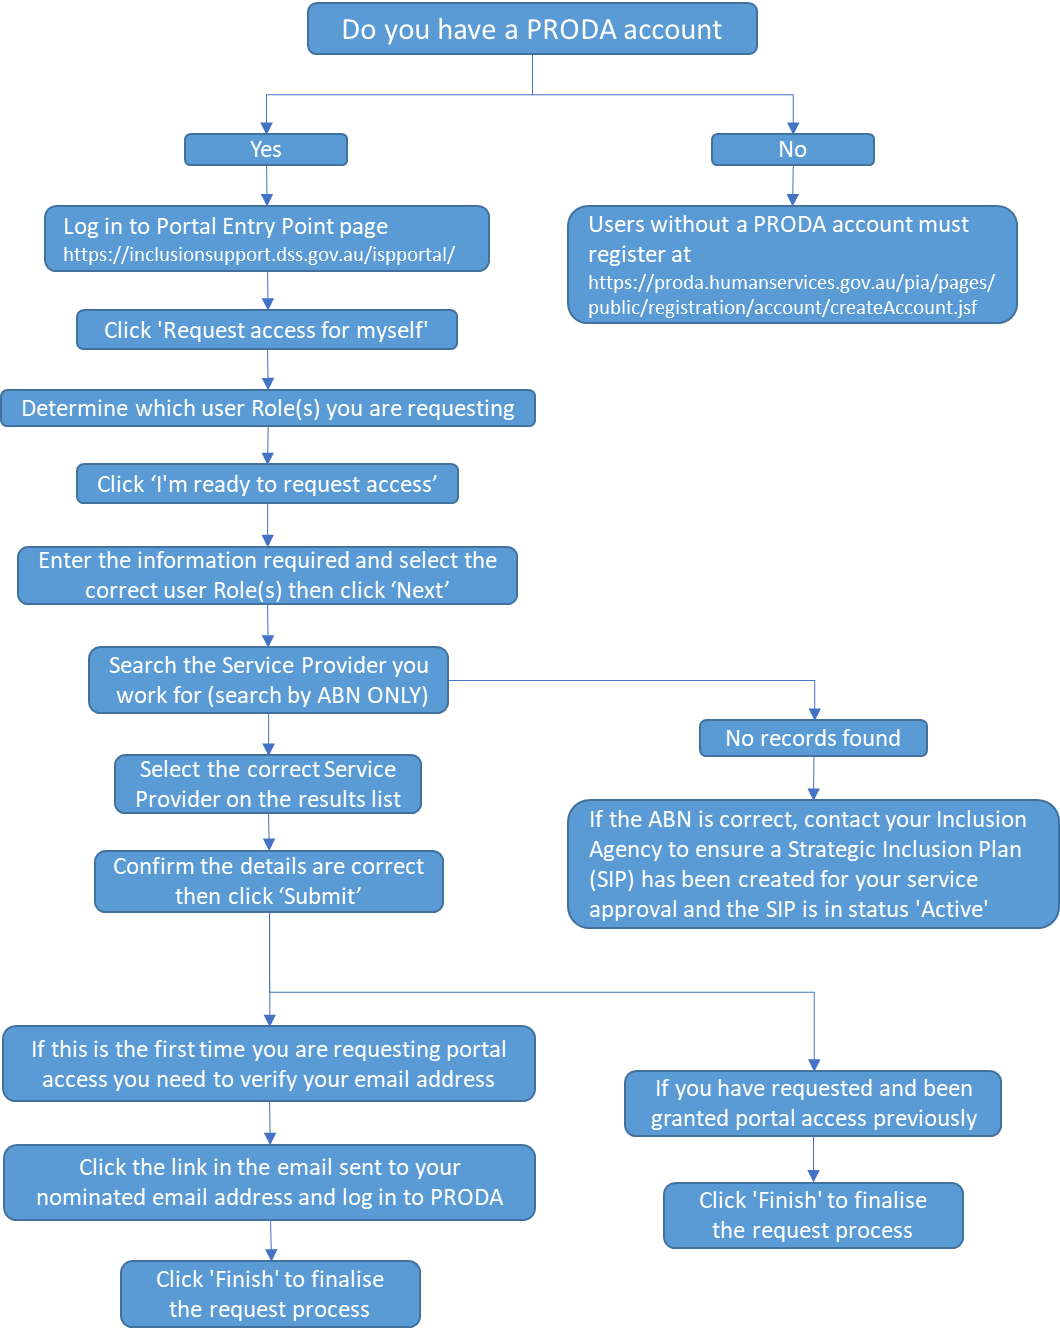 Do you have a PRODA account
Yes
No
Log in to Portal Entry Point page
https://inclusionsupport.dss.gov.au/ispportal/
Users without a PRODA account must
register at
https://proda.humanservices.gov.au/pia/pages/
public/registration/account/createAccount.jsf
Click 'Request access for myself'
Determine which user Role(s) you are requesting
Click ‘I'm ready to request access’
Enter the information required and select the
correct user Role(s) then click ‘Next’
Search the Service Provider you
work for (search by ABN ONLY)
No records found
Select the correct Service
Provider on the results list
If the ABN is correct, contact your Inclusion
Agency to ensure a Strategic Inclusion Plan
(SIP) has been created for your service
approval and the SIP is in status 'Active'
Confirm the details are correct
then click ‘Submit’
If this is the first time you are requesting portal
access you need to verify your email address
If you have requested and been
granted portal access previously
Click the link in the email sent to your
nominated email address and log in to PRODA
Click 'Finish' to finalise
the request process
Click 'Finish' to finalise
the request process